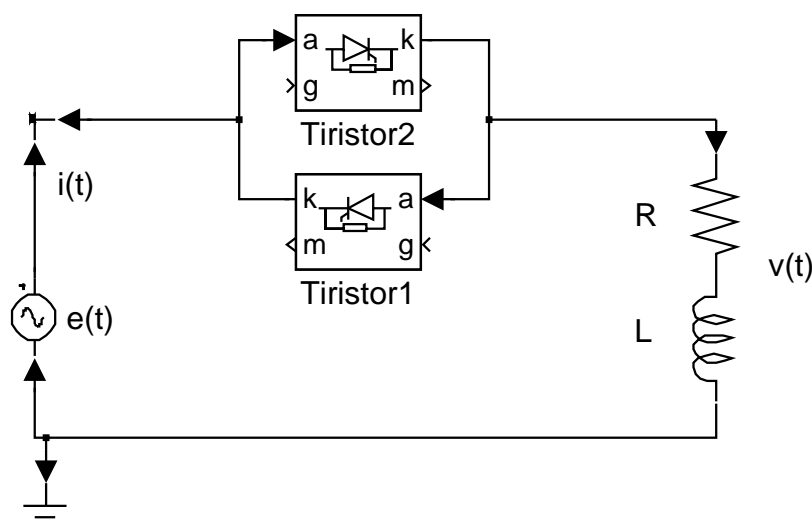 a k
g m
Tiristor2
i(t)
k a
m g
Tiristor1
R
v(t)
e(t)
L